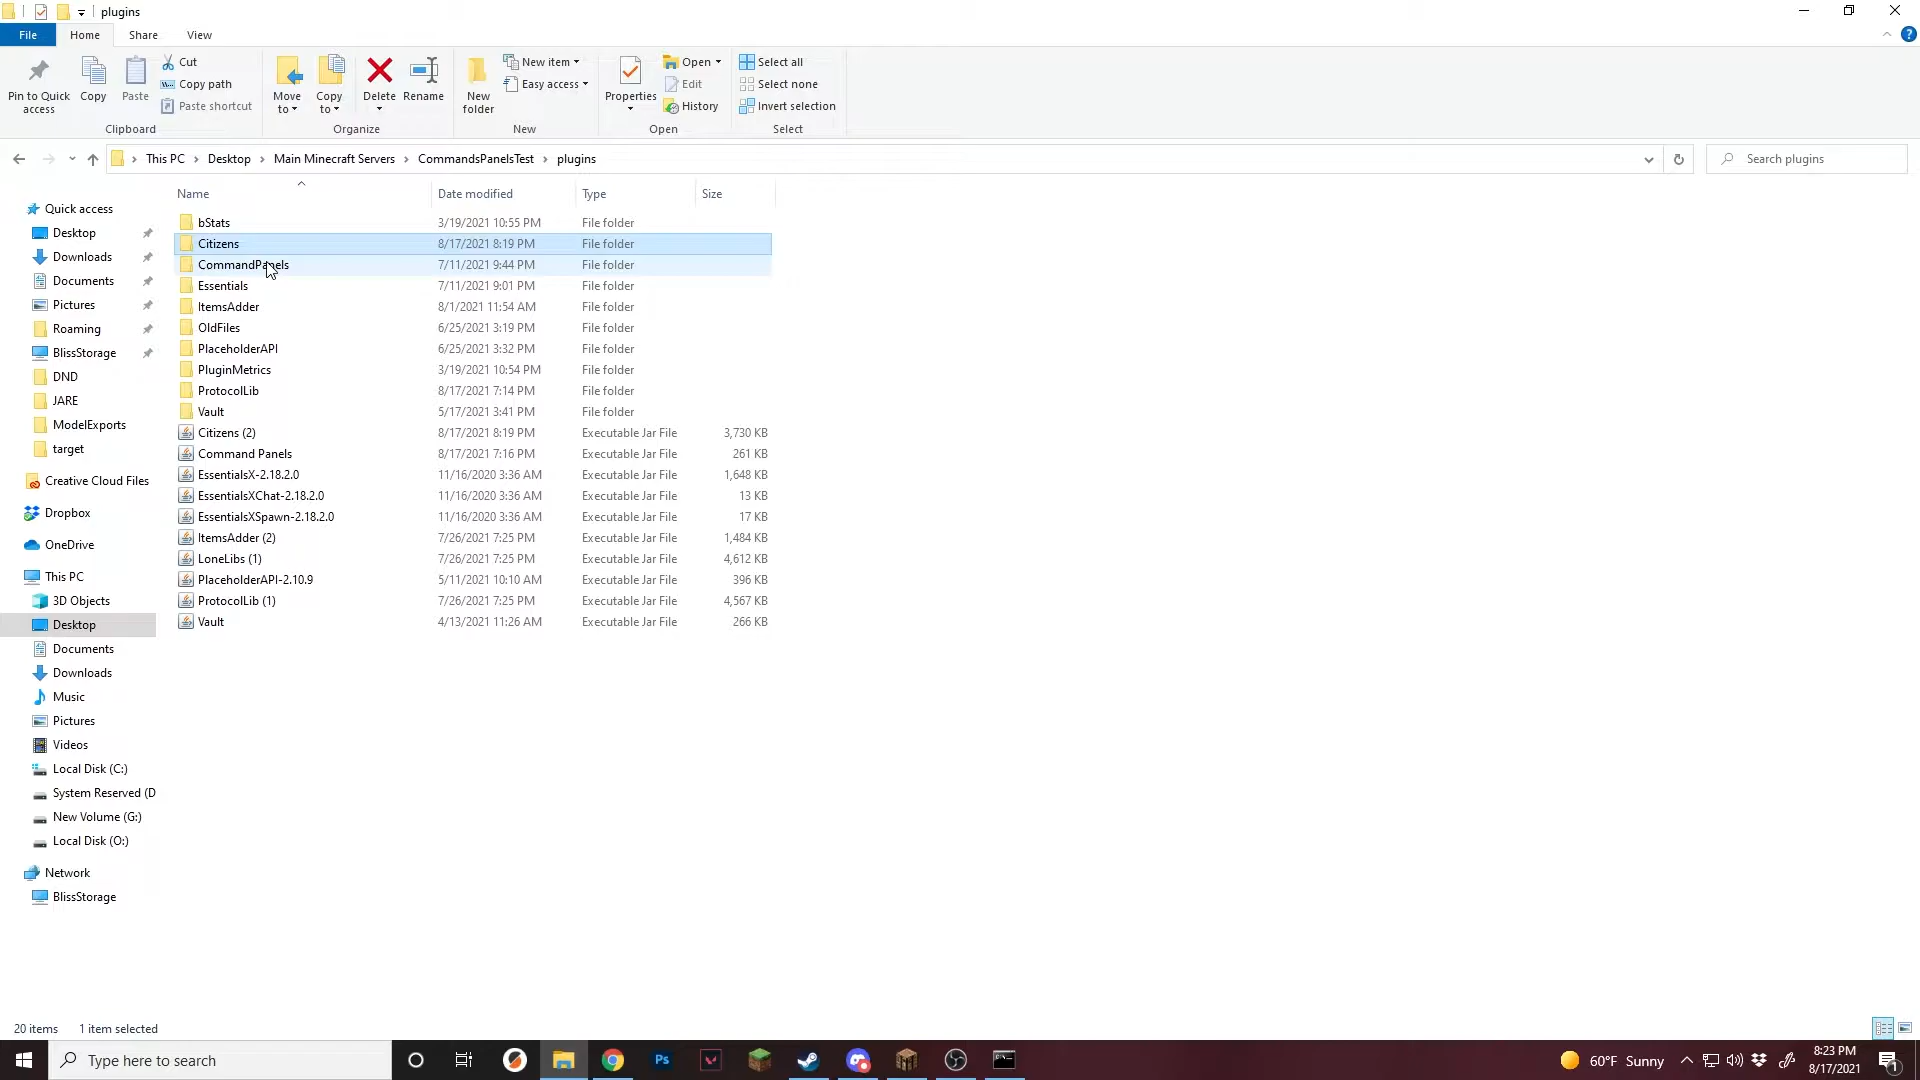 plugins
File Home Share View
Pin to Quick access
Copy
Paste
Cut
Copy path
Paste shortcut
Clipboard
Move to
Copy to
Delete
Rename
Organize
New folder
New item
Easy access
New
Properties
Open
Edit
History
Open
Select all
Select none
Invert selection
Select
This PC > Desktop > Main Minecraft Servers > CommandsPanelsTest > plugins
Search plugins
Name Date modified Type Size
Quick access
Desktop
Downloads
Documents
Pictures
Roaming
BlissStorage
DND
JARE
ModelExports
target
Creative Cloud Files
Dropbox
OneDrive
This PC
3D Objects
Desktop
Documents
Downloads
Music
Pictures
Videos
Local Disk (C:)
System Reserved (D
New Volume (G:)
Local Disk (O:)
Network
BlissStorage
bStats 3/19/2021 10:55 PM File folder
Citizens 8/17/2021 8:19 PM File folder
CommandPanels 7/11/2021 9:44 PM File folder
Essentials 7/11/2021 9:01 PM File folder
ItemsAdder 8/1/2021 11:54 AM File folder
OldFiles 6/25/2021 3:19 PM File folder
PlaceholderAPI 6/25/2021 3:32 PM File folder
PluginMetrics 3/19/2021 10:54 PM File folder
ProtocolLib 8/17/2021 7:14 PM File folder
Vault 5/17/2021 3:41 PM File folder
Citizens (2) 8/17/2021 8:19 PM Executable Jar File 3,730 KB
Command Panels 8/17/2021 7:16 PM Executable Jar File 261 KB
EssentialsX-2.18.2.0 11/16/2020 3:36 AM Executable Jar File 1,648 KB
EssentialsXChat-2.18.2.0 11/16/2020 3:36 AM Executable Jar File 13 KB
EssentialsXSpawn-2.18.2.0 11/16/2020 3:36 AM Executable Jar File 17 KB
ItemsAdder (2) 7/26/2021 7:25 PM Executable Jar File 1,484 KB
LoneLibs (1) 7/26/2021 7:25 PM Executable Jar File 4,612 KB
PlaceholderAPI-2.10.9 5/11/2021 10:10 AM Executable Jar File 396 KB
ProtocolLib (1) 7/26/2021 7:25 PM Executable Jar File 4,567 KB
Vault 4/13/2021 11:26 AM Executable Jar File 266 KB
20 items 1 item selected
Type here to search
Ps
60°F Sunny
8:23 PM
8/17/2021
1